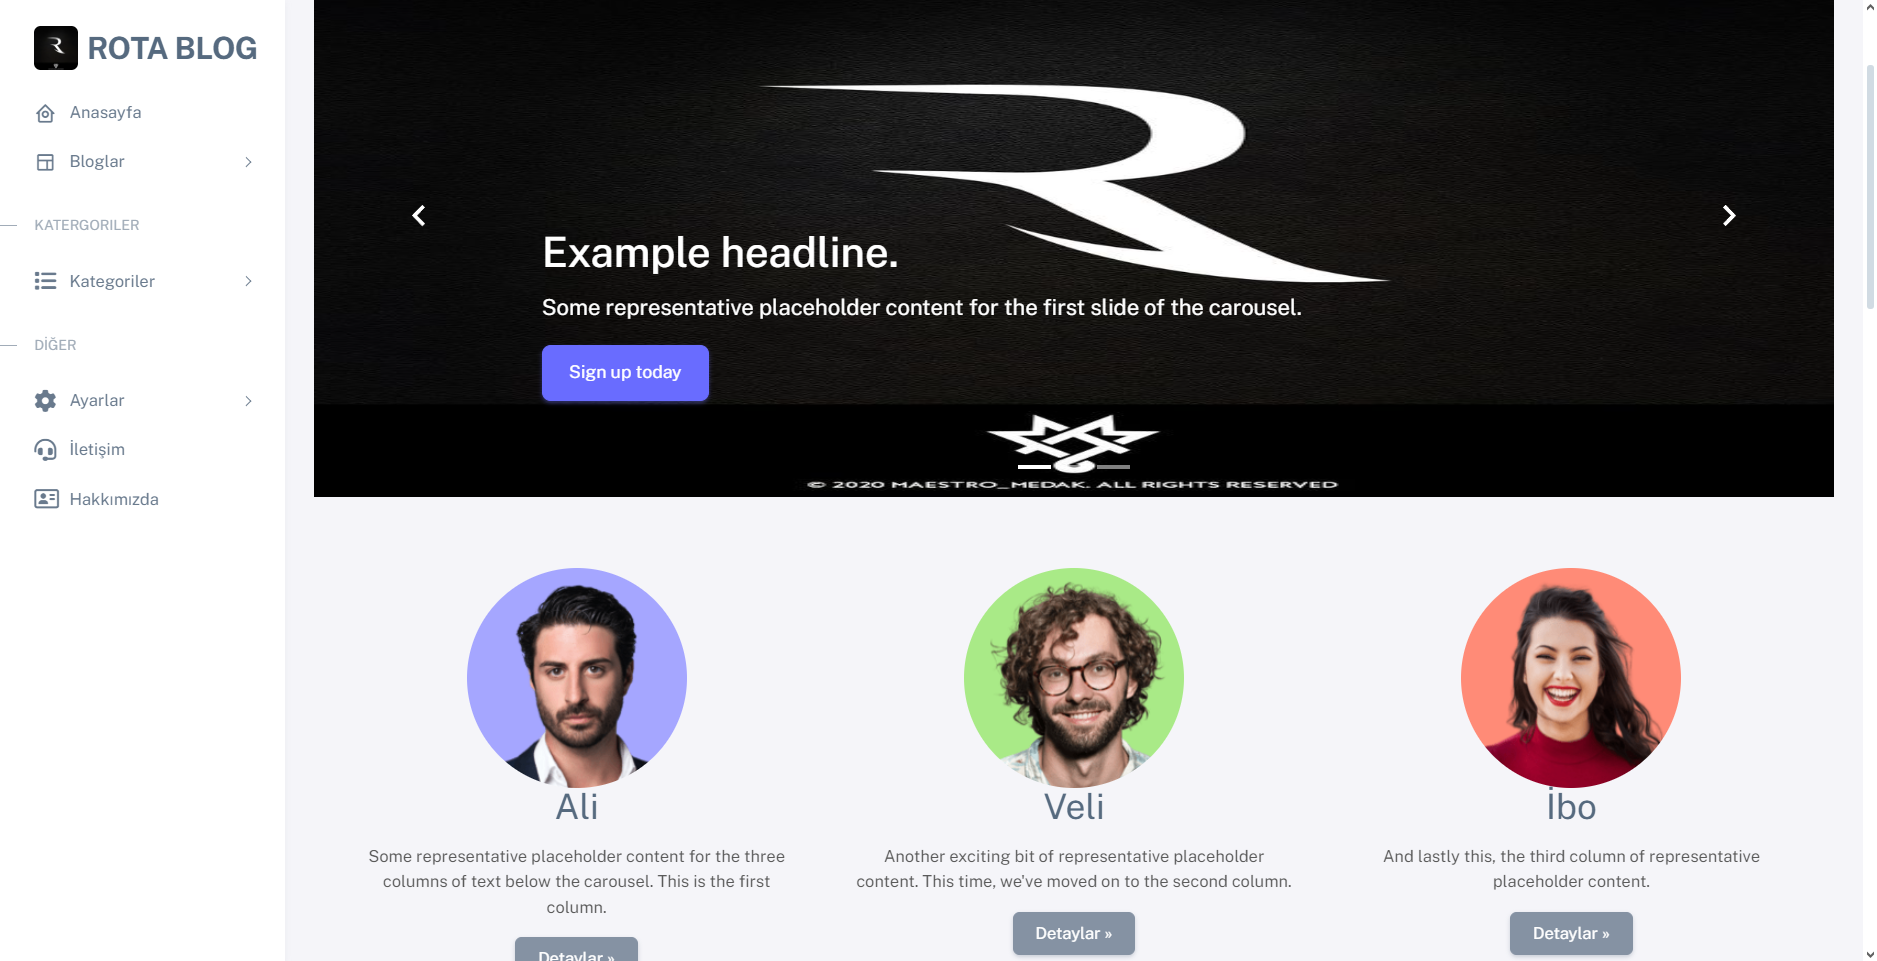 ROTA BLOG
Anasayfa
Bloglar
KATERGORILER
Kategoriler
DİĞER
Ayarlar
İletişim
Hakkımızda
Example headline.
Some representative placeholder content for the first slide of the carousel.
Sign up today
© 2020 MAESTRO_MEDAK. ALL RIGHTS RESERVED
Ali
Some representative placeholder content for the three
columns of text below the carousel. This is the first
column.
Detaylar »
Veli
Another exciting bit of representative placeholder
content. This time, we've moved on to the second column.
Detaylar »
İbo
And lastly this, the third column of representative
placeholder content.
Detaylar »